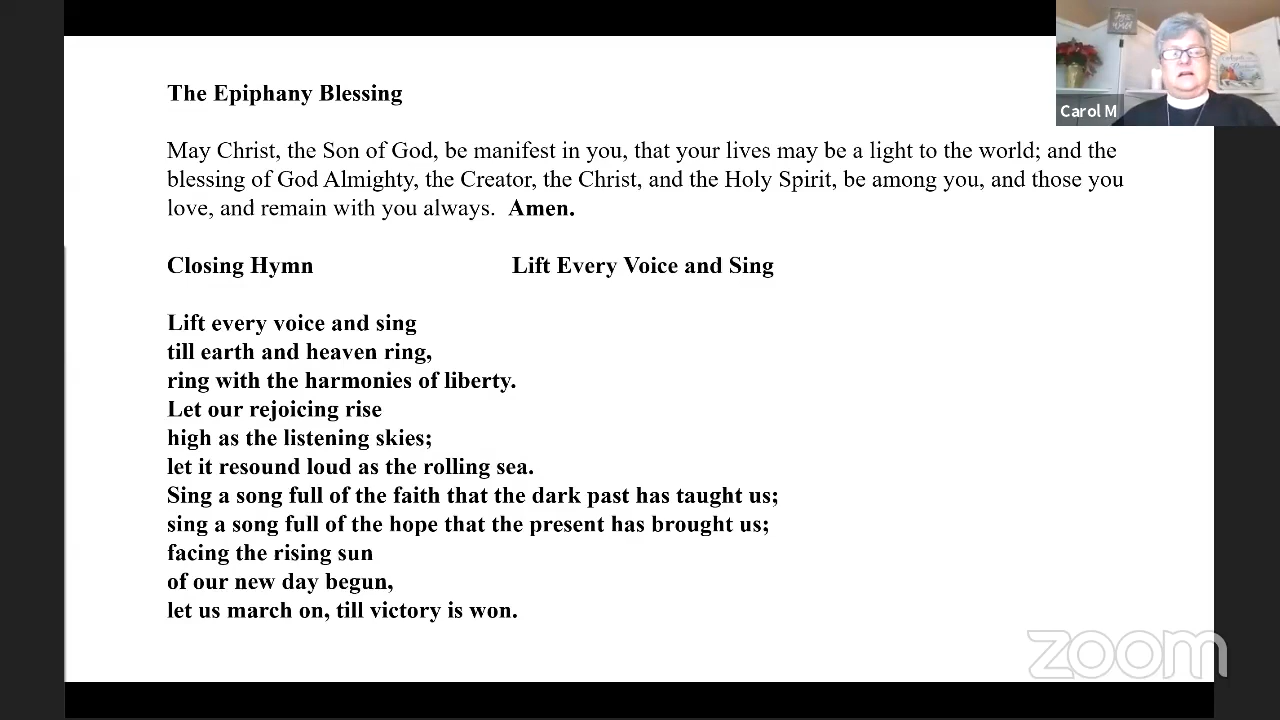 The Epiphany Blessing
May Christ, the Son of God, be manifest in you, that your lives may be a light to the world; and the
blessing of God Almighty, the Creator, the Christ, and the Holy Spirit, be among you, and those you
love, and remain with you always. Amen.
Closing Hymn Lift Every Voice and Sing
Lift every voice and sing
till earth and heaven ring,
ring with the harmonies of liberty.
Let our rejoicing rise
high as the listening skies;
let it resound loud as the rolling sea.
Sing a song full of the faith that the dark past has taught us;
sing a song full of the hope that the present has brought us;
facing the rising sun
of our new day begun,
let us march on, till victory is won.
Carol M
zoom